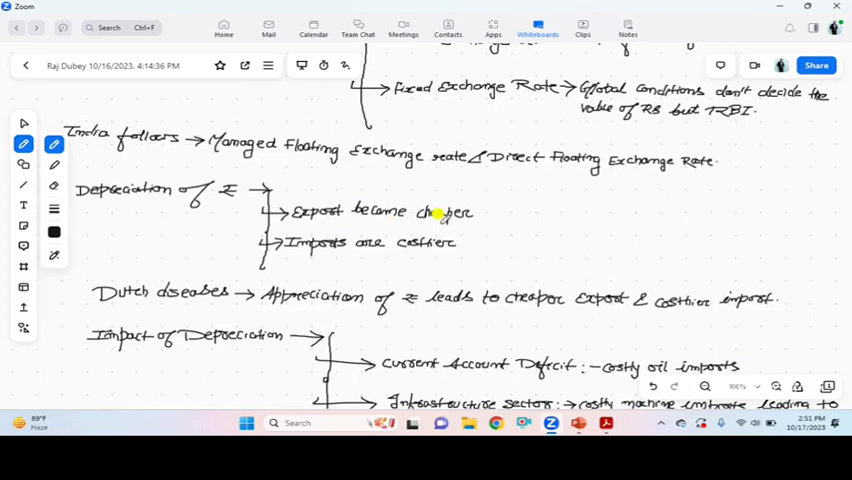 Zoom
Search Ctrl+F
Home
Mail
Calendar
Team Chat
Meetings
Contacts
Apps
Whiteboards
Clips
Notes
Raj Dubey 10/16/2023 4:14:36 PM
Share
Fixed Exchange Rate → Global conditions don't decide the
value of RS but RBI.
India follows → Managed Floating Exchange rate & Direct Floating Exchange Rate.
Depreciation of ₹ →
→ Export become cheaper
→ Imports are costlier
Dutch diseases → Appreciation of ₹ leads to cheaper Export & costlier import.
Impact of Depreciation →
→ Current Account Deficit :- costly oil imports
→ Infrastructure sector : → costly machine leading to
100%
89°F
Haze
Search
2:51 PM
10/17/2023